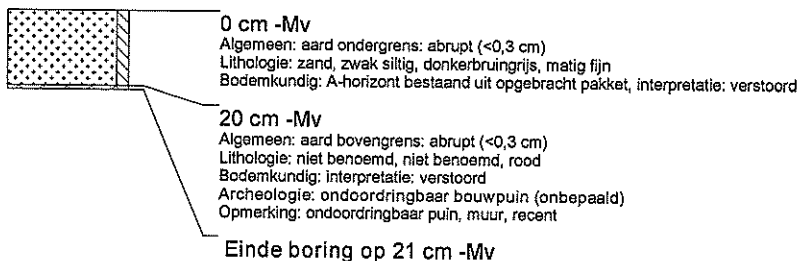 0 cm -Mv
Algemeen: aard ondergrens: abrupt (<0,3 cm)
Lithologie: zand, zwak siltig, donkerbruingrijs, matig fijn
Bodemkundig: A-horizont bestaand uit opgebracht pakket, interpretatie: verstoord
20 cm -Mv
Algemeen: aard bovengrens: abrupt (<0,3 cm)
Lithologie: niet benoemd, niet benoemd, rood
Bodemkundig: interpretatie: verstoord
Archeologie: ondoordringbaar bouwpuin (onbepaald)
Opmerking: ondoordringbaar puin, muur, recent
Einde boring op 21 cm -Mv